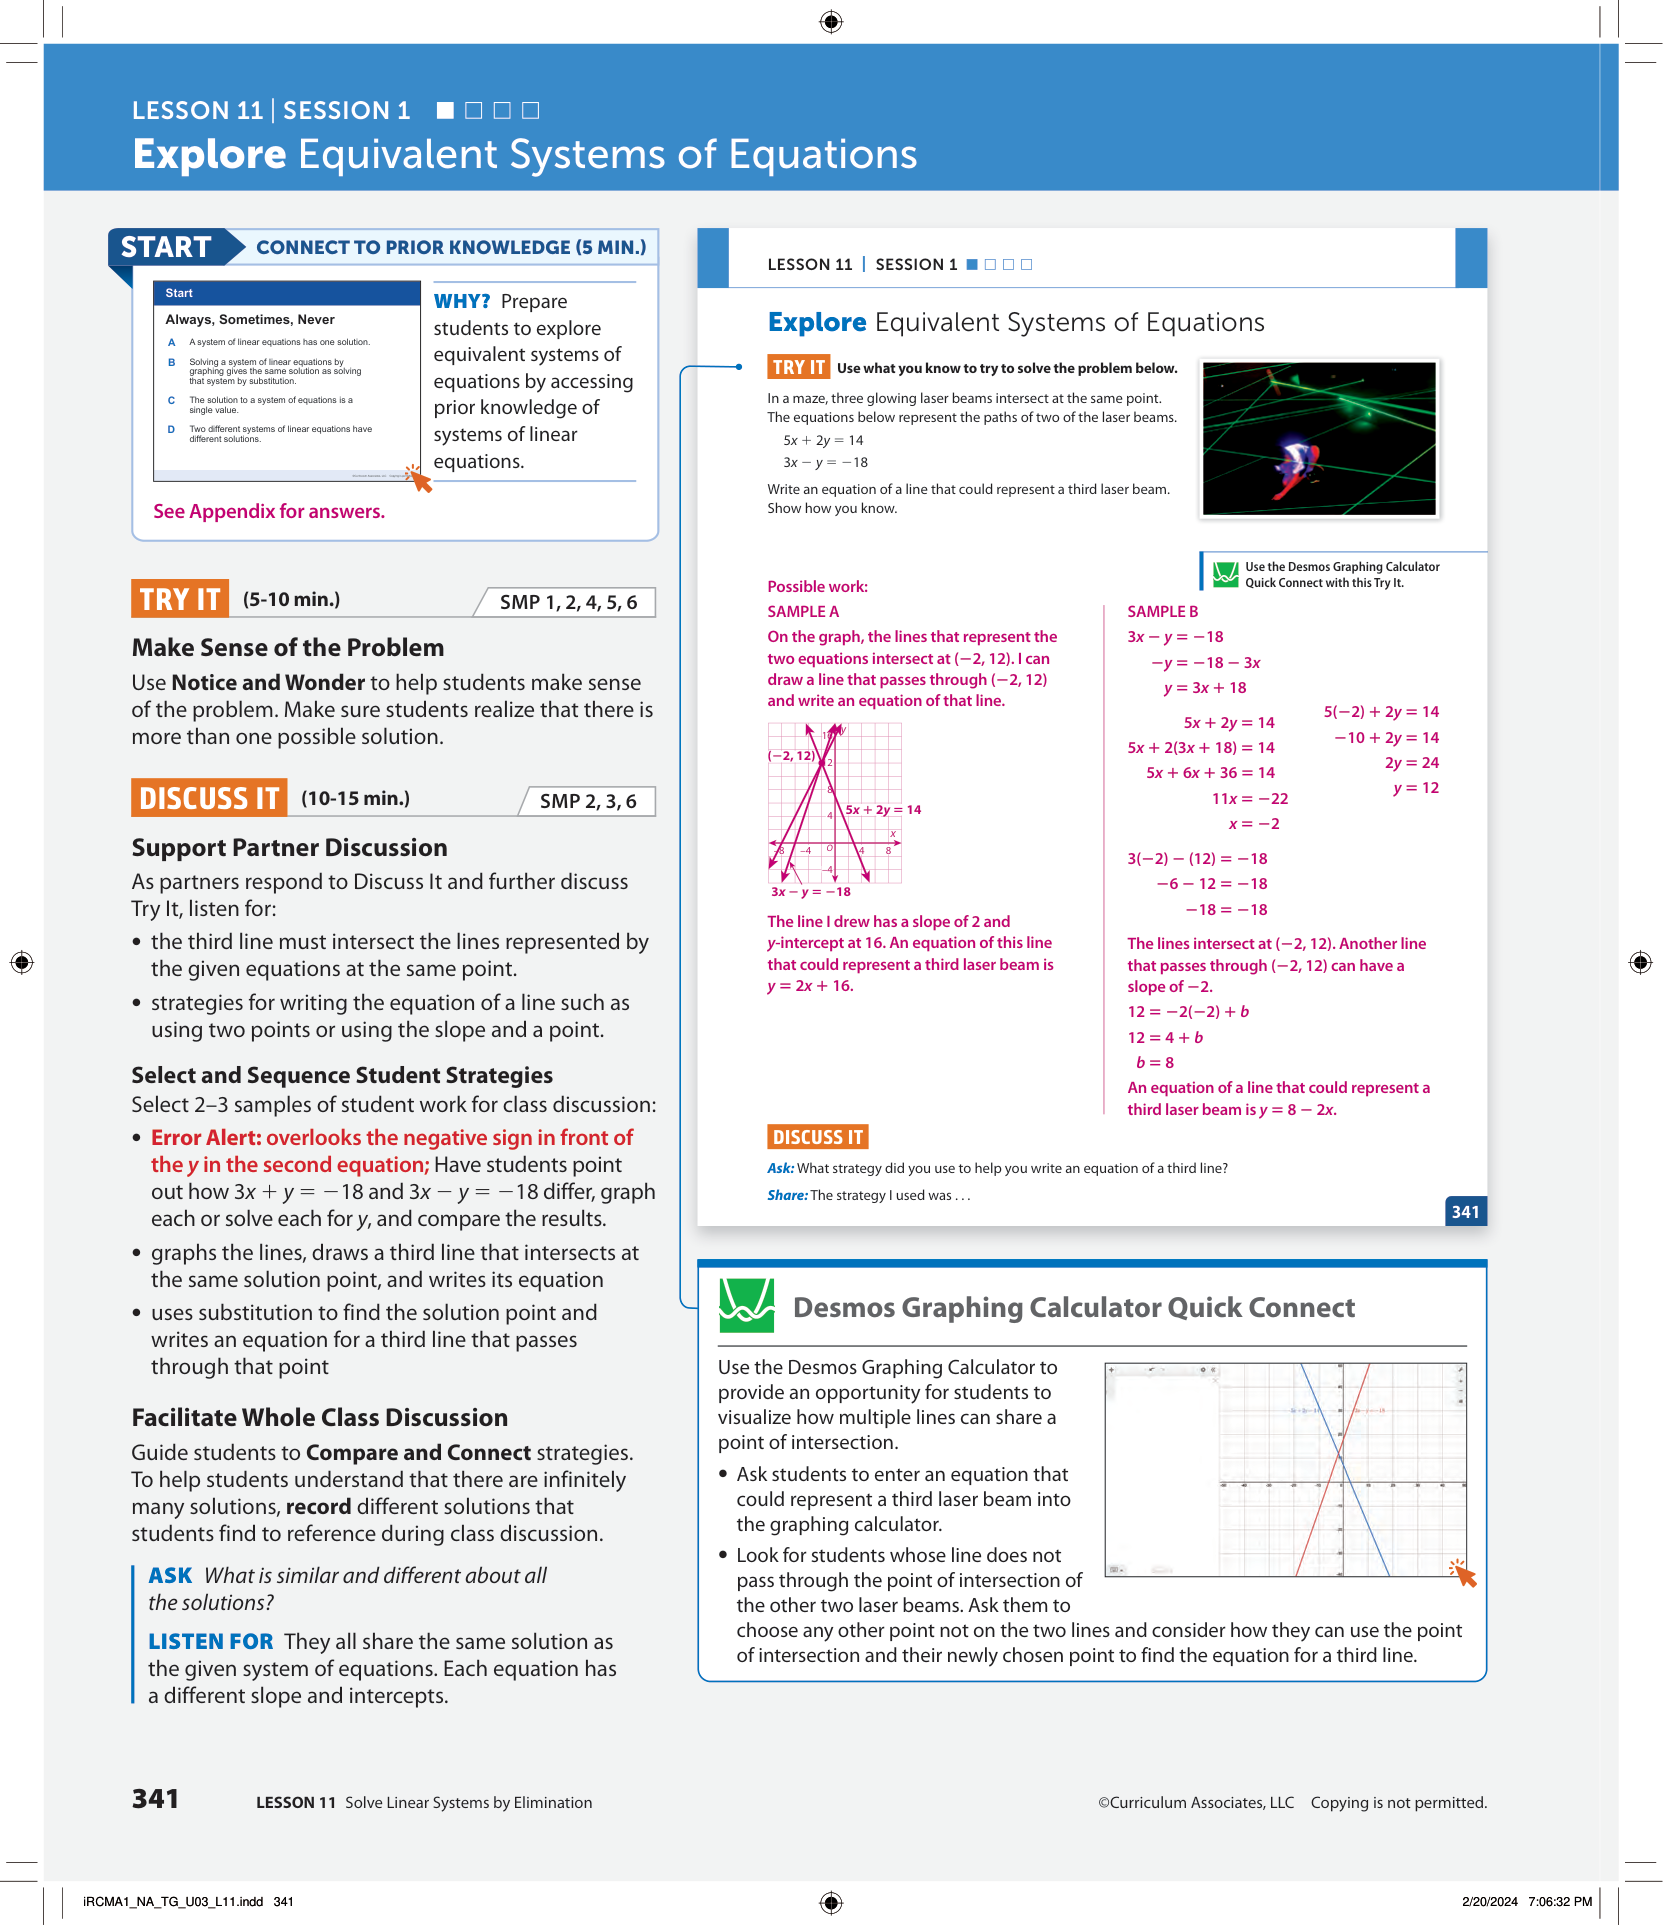 LESSON 11 | SESSION 1
Explore Equivalent Systems of Equations
START CONNECT TO PRIOR KNOWLEDGE (5 MIN.)
Start
Always, Sometimes, Never
A A system of linear equations has one solution.
B Solving a system of linear equations by
graphing gives the same solution as solving
that system by substitution.
C The solution to a system of equations is a
single value.
D Two different systems of linear equations have
different solutions.
WHY? Prepare
students to explore
equivalent systems of
equations by accessing
prior knowledge of
systems of linear
equations.
See Appendix for answers.
TRY IT (5-10 min.) SMP 1, 2, 4, 5, 6
Make Sense of the Problem
Use Notice and Wonder to help students make sense
of the problem. Make sure students realize that there is
more than one possible solution.
DISCUSS IT (10-15 min.) SMP 2, 3, 6
Support Partner Discussion
As partners respond to Discuss It and further discuss
Try It, listen for:
• the third line must intersect the lines represented by
the given equations at the same point.
• strategies for writing the equation of a line such as
using two points or using the slope and a point.
Select and Sequence Student Strategies
Select 2–3 samples of student work for class discussion:
• Error Alert: overlooks the negative sign in front of
the y in the second equation; Have students point
out how 3x + y = −18 and 3x − y = −18 differ, graph
each or solve each for y, and compare the results.
• graphs the lines, draws a third line that intersects at
the same solution point, and writes its equation
• uses substitution to find the solution point and
writes an equation for a third line that passes
through that point
Facilitate Whole Class Discussion
Guide students to Compare and Connect strategies.
To help students understand that there are infinitely
many solutions, record different solutions that
students find to reference during class discussion.
ASK What is similar and different about all
the solutions?
LISTEN FOR They all share the same solution as
the given system of equations. Each equation has
a different slope and intercepts.
LESSON 11 | SESSION 1
Explore Equivalent Systems of Equations
TRY IT Use what you know to try to solve the problem below.
In a maze, three glowing laser beams intersect at the same point.
The equations below represent the paths of two of the laser beams.
5x + 2y = 14
3x − y = −18
Write an equation of a line that could represent a third laser beam.
Show how you know.
Use the Desmos Graphing Calculator
Quick Connect with this Try It.
Possible work:
SAMPLE A
On the graph, the lines that represent the
two equations intersect at (−2, 12). I can
draw a line that passes through (−2, 12)
and write an equation of that line.
y
(−2, 12)
8
5x + 2y = 14
4
x
−8 −4 O 4 8
−4
3x − y = −18
The line I drew has a slope of 2 and
y-intercept at 16. An equation of this line
that could represent a third laser beam is
y = 2x + 16.
SAMPLE B
3x − y = −18
−y = −18 − 3x
y = 3x + 18
5x + 2y = 14
5x + 2(3x + 18) = 14
5x + 6x + 36 = 14
11x = −22
x = −2
5(−2) + 2y = 14
−10 + 2y = 14
2y = 24
y = 12
3(−2) − (12) = −18
−6 − 12 = −18
−18 = −18
The lines intersect at (−2, 12). Another line
that passes through (−2, 12) can have a
slope of −2.
12 = −2(−2) + b
12 = 4 + b
b = 8
An equation of a line that could represent a
third laser beam is y = 8 − 2x.
DISCUSS IT
Ask: What strategy did you use to help you write an equation of a third line?
Share: The strategy I used was . . .
341
Desmos Graphing Calculator Quick Connect
Use the Desmos Graphing Calculator to
provide an opportunity for students to
visualize how multiple lines can share a
point of intersection.
• Ask students to enter an equation that
could represent a third laser beam into
the graphing calculator.
• Look for students whose line does not
pass through the point of intersection of
the other two laser beams. Ask them to
choose any other point not on the two lines and consider how they can use the point
of intersection and their newly chosen point to find the equation for a third line.
341 LESSON 11 Solve Linear Systems by Elimination
©Curriculum Associates, LLC Copying is not permitted.
iRCMA1_NA_TG_U03_L11.indd 341
2/20/2024 7:06:32 PM